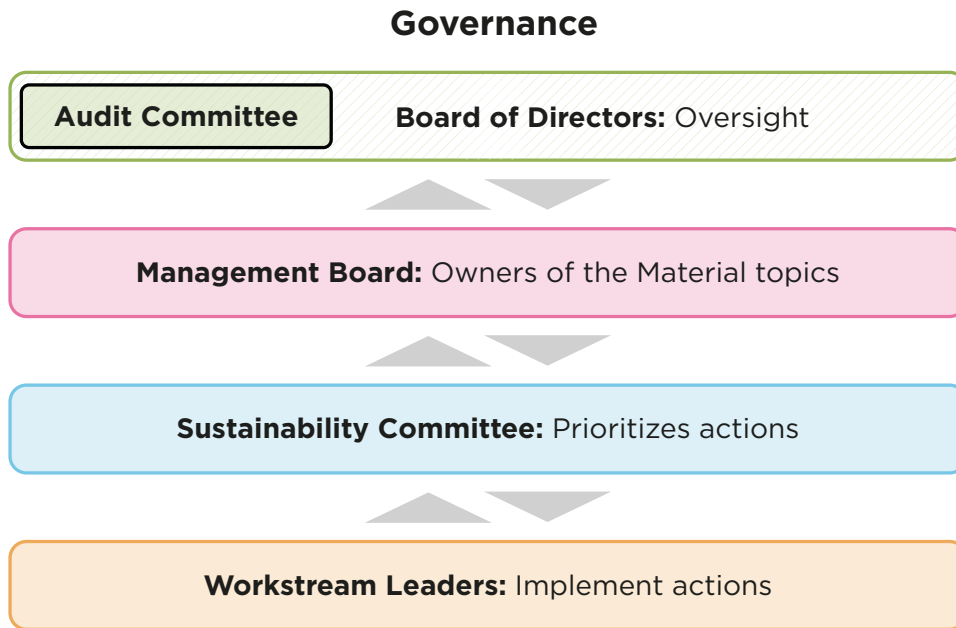 Governance
Audit Committee
Board of Directors: Oversight
Management Board: Owners of the Material topics
Sustainability Committee: Prioritizes actions
Workstream Leaders: Implement actions